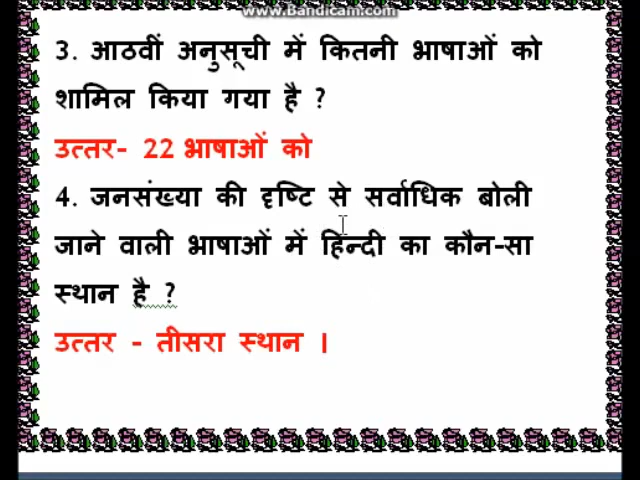 www.Bandicam.com
3. आठवीं अनुसूची में कितनी भाषाओं को
शामिल किया गया है ?
उत्तर- 22 भाषाओं को
4. जनसंख्या की दृष्टि से सर्वाधिक बोली
जाने वाली भाषाओं में हिन्दी का कौन-सा
स्थान है ?
उत्तर - तीसरा स्थान ।